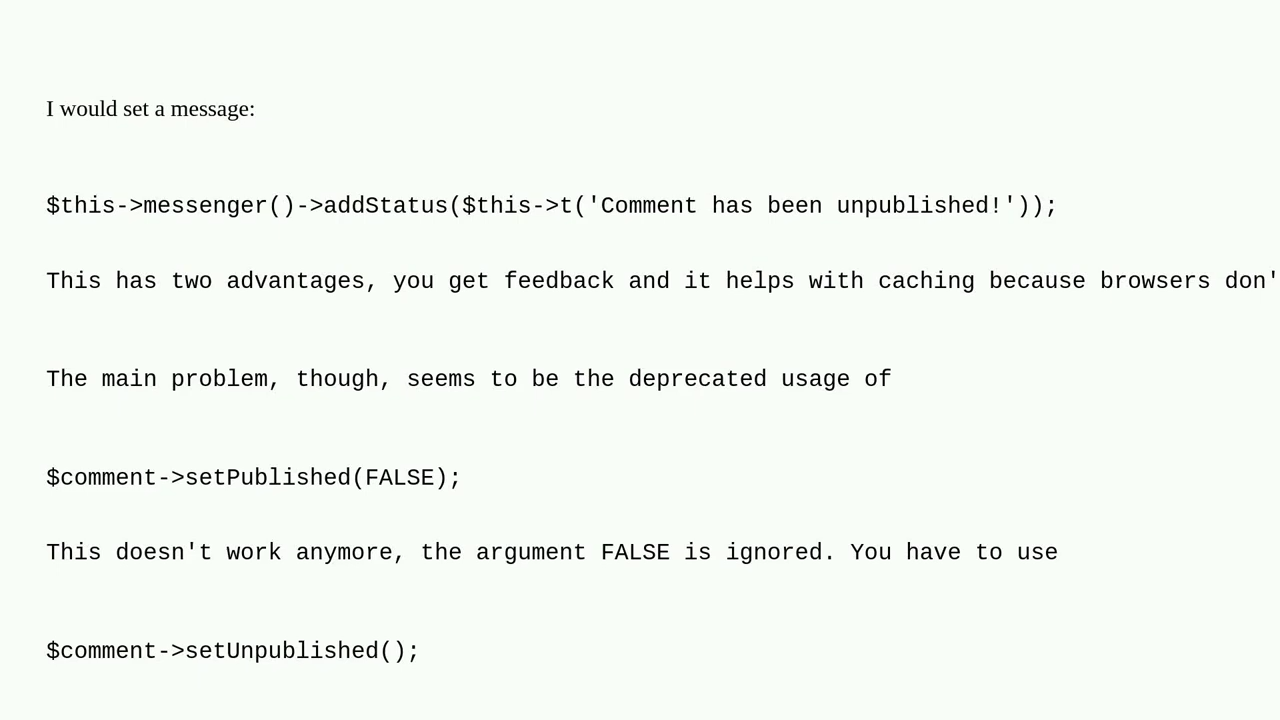 I would set a message:
$this->messenger()->addStatus($this->t('Comment has been unpublished!'));
This has two advantages, you get feedback and it helps with caching because browsers don'
The main problem, though, seems to be the deprecated usage of
$comment->setPublished(FALSE);
This doesn't work anymore, the argument FALSE is ignored. You have to use
$comment->setUnpublished();